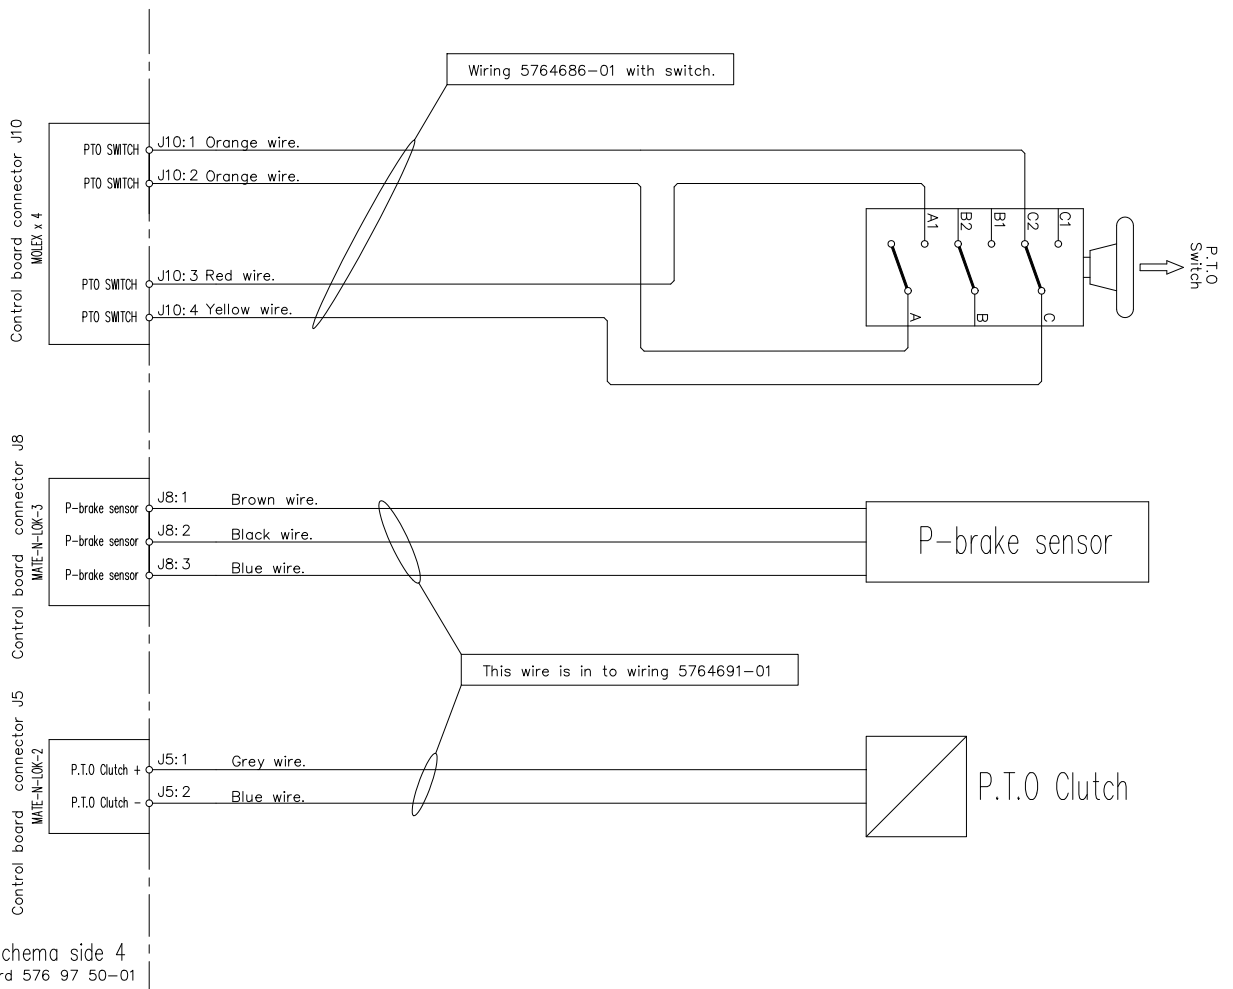 Wiring 5764686-01 with switch.
Control board connector J10
MOLEX x 4
PTO SWITCH
J10:1 Orange wire.
PTO SWITCH
J10:2 Orange wire.
PTO SWITCH
J10:3 Red wire.
PTO SWITCH
J10:4 Yellow wire.
A1
B2
B1
C2
C1
A
B
C
P.T.O
Switch
Control board connector J8
MATE-N-LOK-3
P-brake sensor
J8:1 Brown wire.
P-brake sensor
J8:2 Black wire.
P-brake sensor
J8:3 Blue wire.
P-brake sensor
This wire is in to wiring 5764691-01
Control board connector J5
MATE-N-LOK-2
P.T.O Clutch +
J5:1 Grey wire.
P.T.O Clutch -
J5:2 Blue wire.
P.T.O Clutch
chema side 4
rd 576 97 50-01